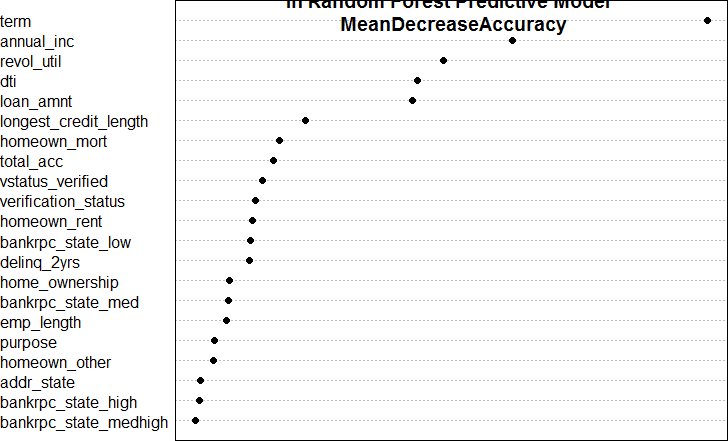 in Random Forest Predictive Model
MeanDecreaseAccuracy
term
annual_inc
revol_util
dti
loan_amnt
longest_credit_length
homeown_mort
total_acc
vstatus_verified
verification_status
homeown_rent
bankrpc_state_low
delinq_2yrs
home_ownership
bankrpc_state_med
emp_length
purpose
homeown_other
addr_state
bankrpc_state_high
bankrpc_state_medhigh